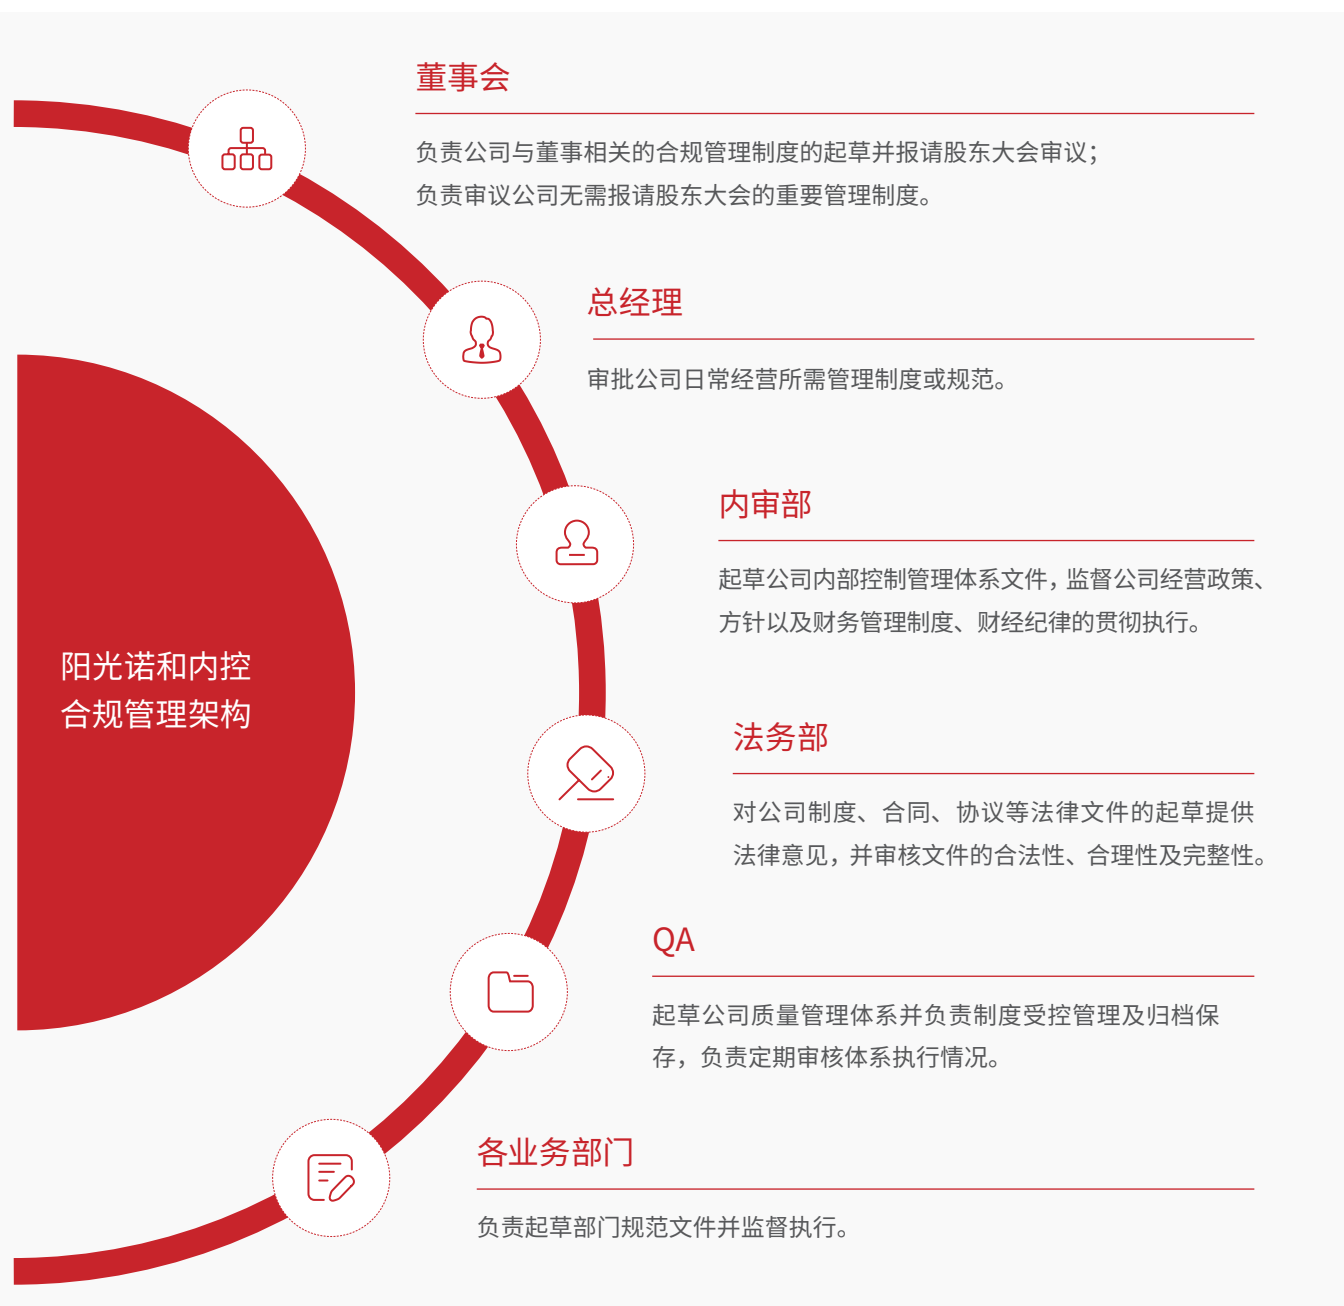 董事会
负责公司与董事相关的合规管理制度的起草并报请股东大会审议；
负责审议公司无需报请股东大会的重要管理制度。
总经理
审批公司日常经营所需管理制度或规范。
内审部
起草公司内部控制管理体系文件，监督公司经营政策、
方针以及财务管理制度、财经纪律的贯彻执行。
阳光诺和内控
合规管理架构
法务部
对公司制度、合同、协议等法律文件的起草提供
法律意见，并审核文件的合法性、合理性及完整性。
QA
起草公司质量管理体系并负责制度受控管理及归档保
存，负责定期审核体系执行情况。
各业务部门
负责起草部门规范文件并监督执行。